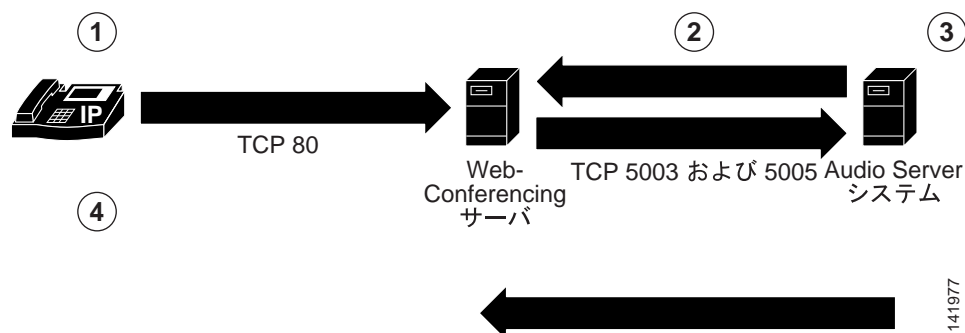 1
2
3
IP
TCP 80
Web-
Conferencing
サーバ
TCP 5003 および 5005
Audio Server
システム
4
141977